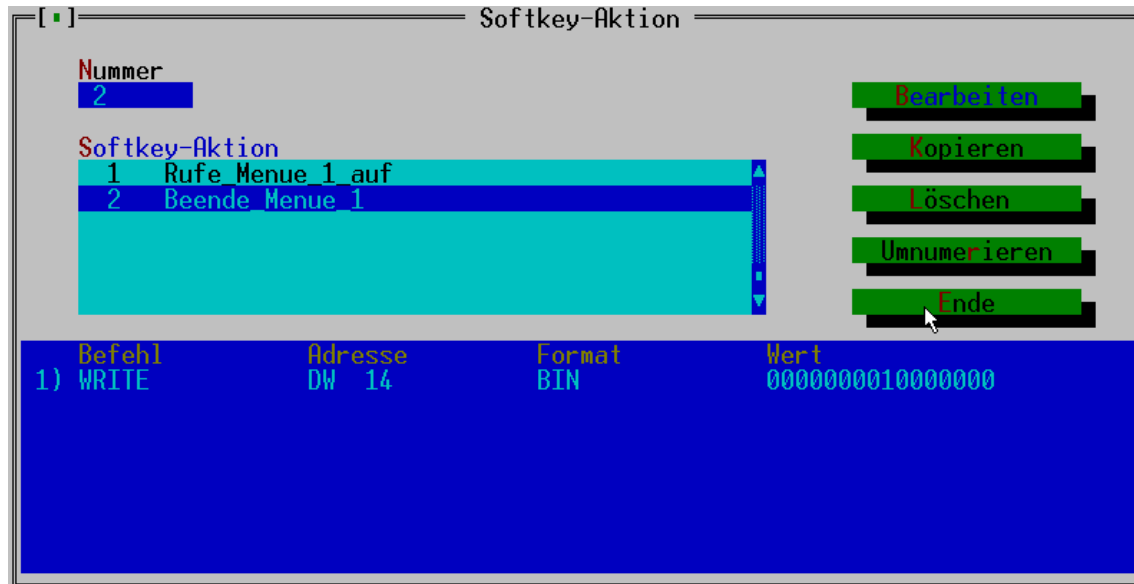 [▪] Softkey-Aktion
Nummer
2
Softkey-Aktion
1 Rufe_Menue_1_auf
2 Beende_Menue_1
Bearbeiten
Kopieren
Löschen
Umnumerieren
Ende
Befehl Adresse Format Wert
1) WRITE DW 14 BIN 0000000010000000